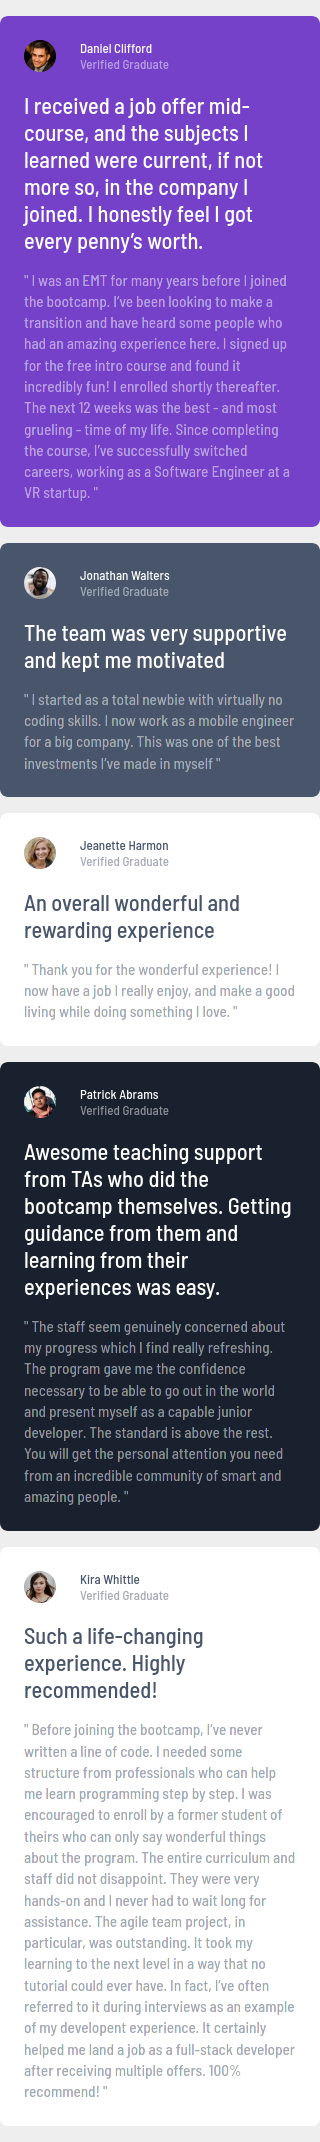 Daniel Clifford
Verified Graduate
I received a job offer mid-
course, and the subjects I
learned were current, if not
more so, in the company I
joined. I honestly feel I got
every penny’s worth.
" I was an EMT for many years before I joined
the bootcamp. I’ve been looking to make a
transition and have heard some people who
had an amazing experience here. I signed up
for the free intro course and found it
incredibly fun! I enrolled shortly thereafter.
The next 12 weeks was the best - and most
grueling - time of my life. Since completing
the course, I’ve successfully switched
careers, working as a Software Engineer at a
VR startup. "
Jonathan Walters
Verified Graduate
The team was very supportive
and kept me motivated
" I started as a total newbie with virtually no
coding skills. I now work as a mobile engineer
for a big company. This was one of the best
investments I’ve made in myself "
Jeanette Harmon
Verified Graduate
An overall wonderful and
rewarding experience
" Thank you for the wonderful experience! I
now have a job I really enjoy, and make a good
living while doing something I love. "
Patrick Abrams
Verified Graduate
Awesome teaching support
from TAs who did the
bootcamp themselves. Getting
guidance from them and
learning from their
experiences was easy.
" The staff seem genuinely concerned about
my progress which I find really refreshing.
The program gave me the confidence
necessary to be able to go out in the world
and present myself as a capable junior
developer. The standard is above the rest.
You will get the personal attention you need
from an incredible community of smart and
amazing people. "
Kira Whittle
Verified Graduate
Such a life-changing
experience. Highly
recommended!
" Before joining the bootcamp, I’ve never
written a line of code. I needed some
structure from professionals who can help
me learn programming step by step. I was
encouraged to enroll by a former student of
theirs who can only say wonderful things
about the program. The entire curriculum and
staff did not disappoint. They were very
hands-on and I never had to wait long for
assistance. The agile team project, in
particular, was outstanding. It took my
learning to the next level in a way that no
tutorial could ever have. In fact, I’ve often
referred to it during interviews as an example
of my developent experience. It certainly
helped me land a job as a full-stack developer
after receiving multiple offers. 100%
recommend! "